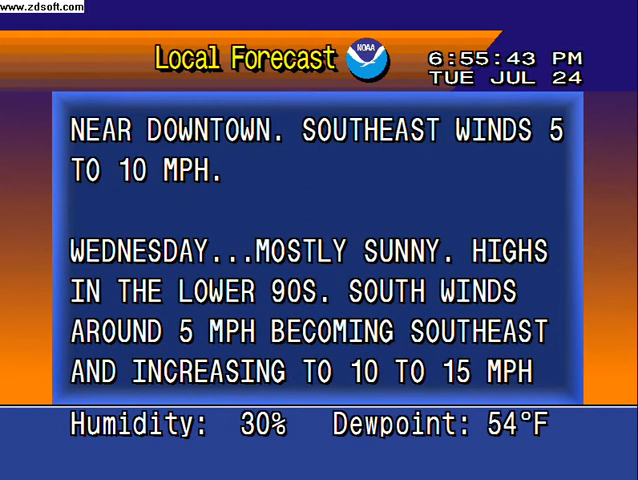 www.zdsoft.com
Local Forecast
NOAA
6:55:43 PM
TUE JUL 24
NEAR DOWNTOWN. SOUTHEAST WINDS 5
TO 10 MPH.
WEDNESDAY...MOSTLY SUNNY. HIGHS
IN THE LOWER 90S. SOUTH WINDS
AROUND 5 MPH BECOMING SOUTHEAST
AND INCREASING TO 10 TO 15 MPH
Humidity: 30% Dewpoint: 54°F